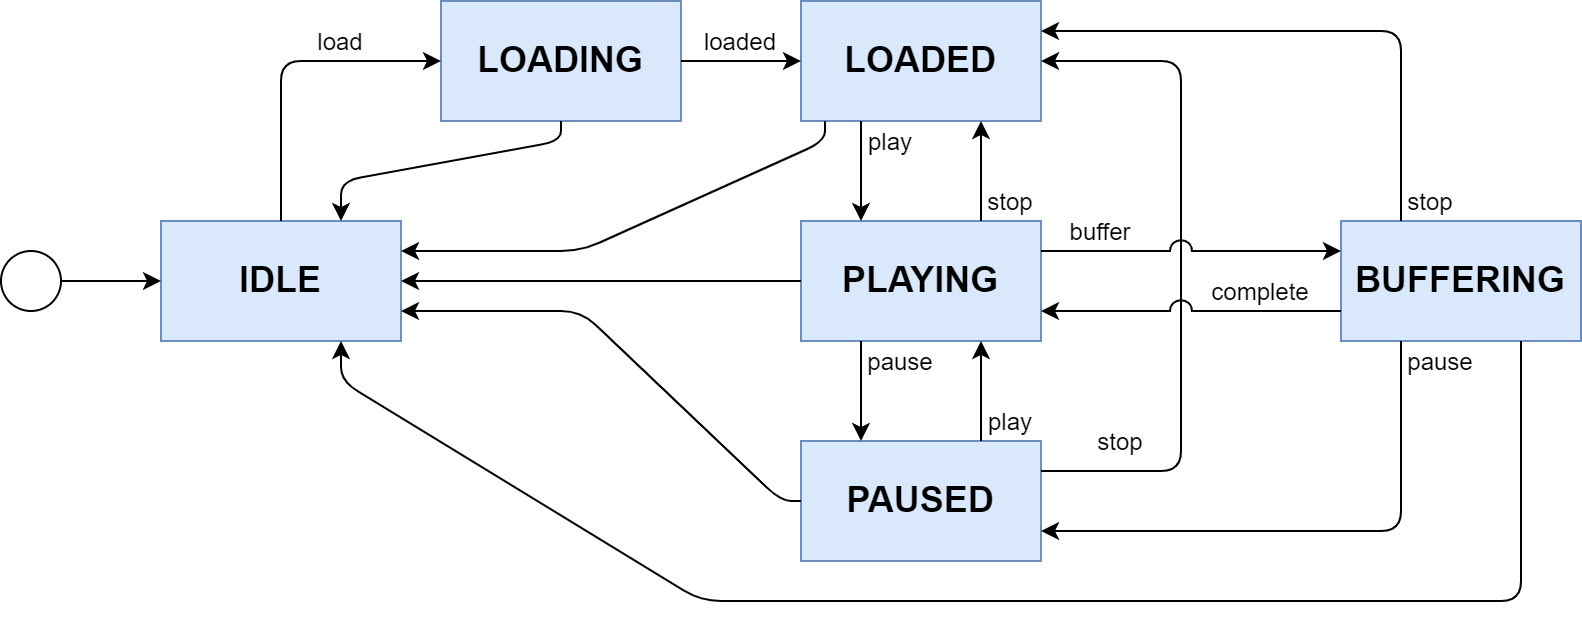 load
LOADING
loaded
LOADED
play
stop
stop
IDLE
PLAYING
buffer
complete
BUFFERING
pause
play
pause
PAUSED
stop